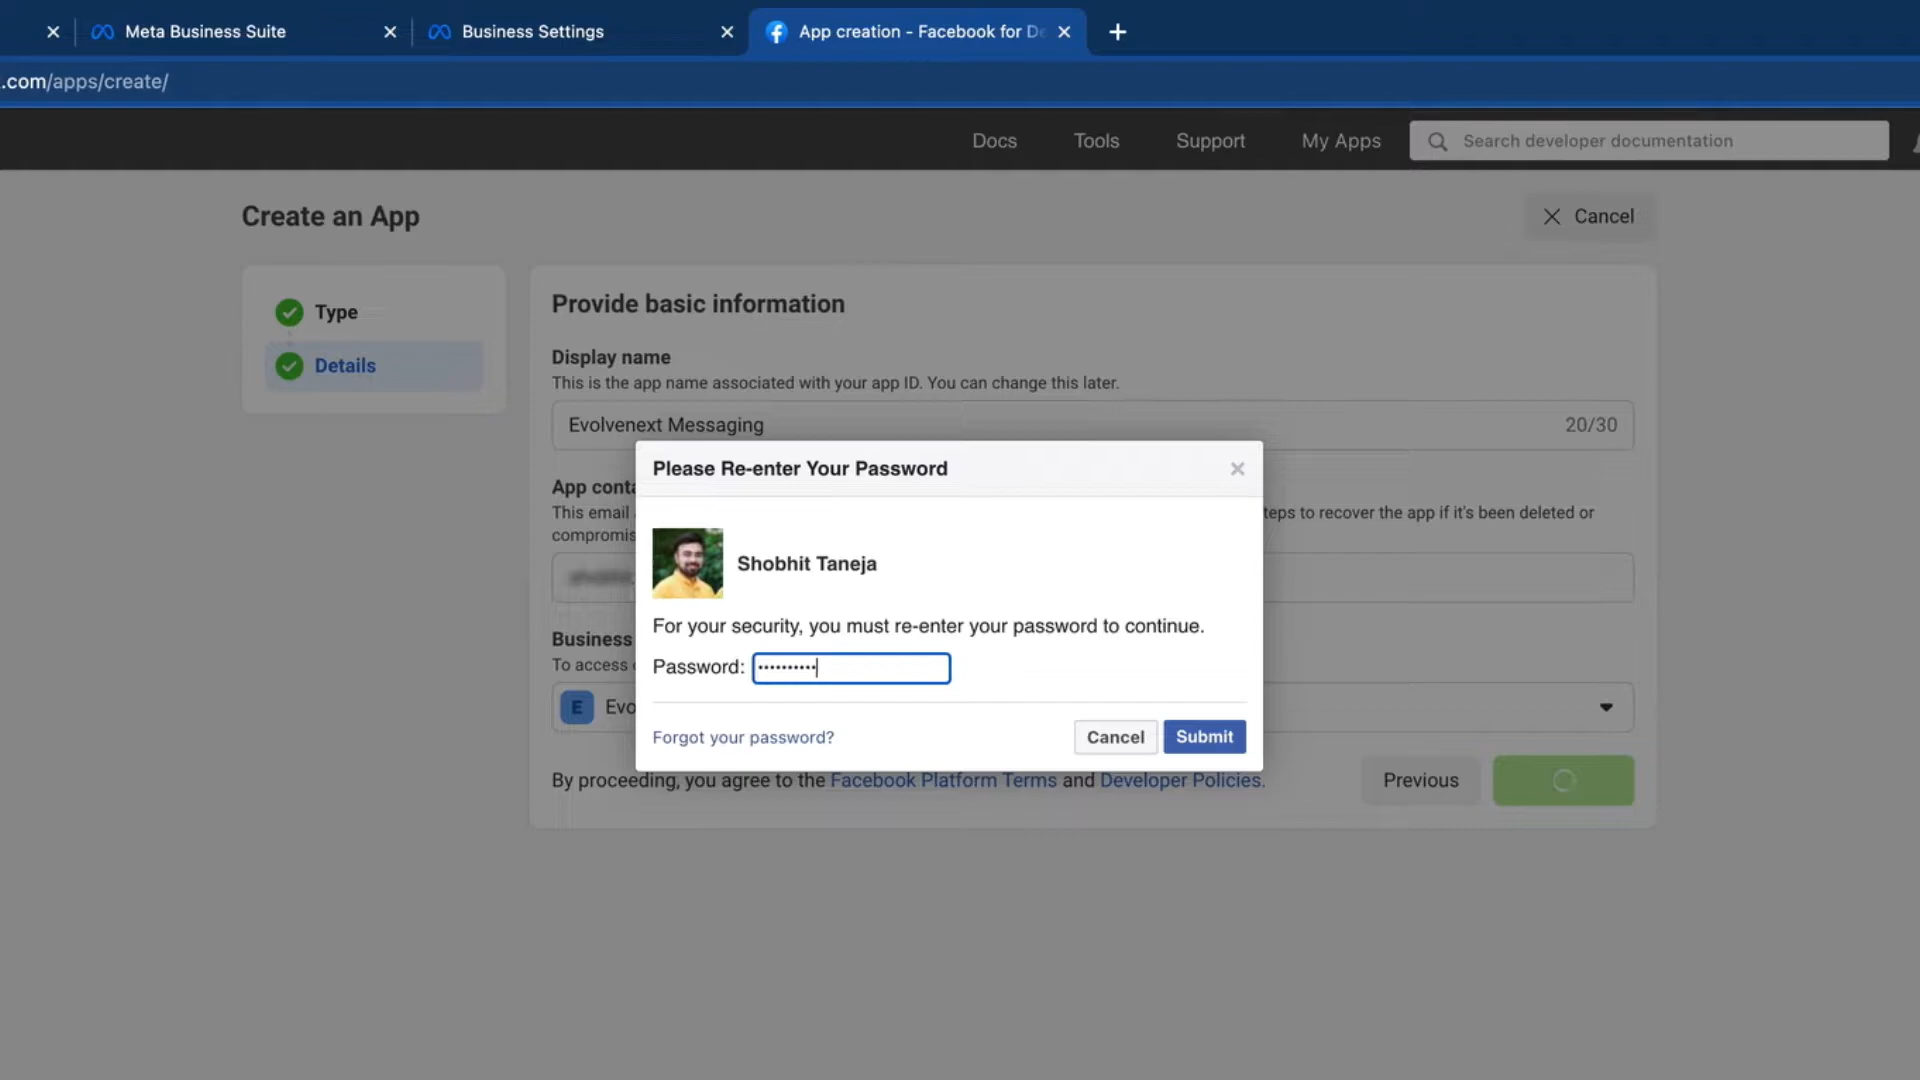 Meta Business Suite
Business Settings
App creation - Facebook for De
.com/apps/create/
Docs
Tools
Support
My Apps
Search developer documentation
Create an App
Cancel
Type
Details
Provide basic information
Display name
This is the app name associated with your app ID. You can change this later.
Evolvenext Messaging
20/30
App conta
This email
teps to recover the app if it's been deleted or
compromis
Business
To access
E
Evo
Please Re-enter Your Password
Shobhit Taneja
For your security, you must re-enter your password to continue.
Password: ••••••••••
Forgot your password?
Cancel
Submit
By proceeding, you agree to the Facebook Platform Terms and Developer Policies.
Previous